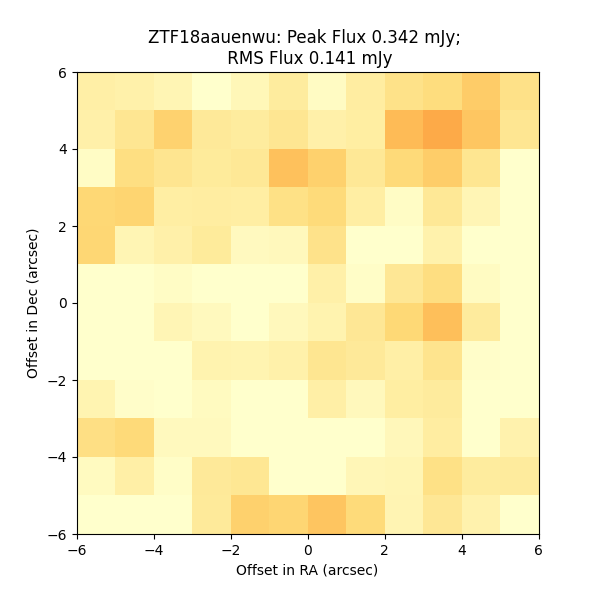 ZTF18aauenwu: Peak Flux 0.342 mJy;
RMS Flux 0.141 mJy
6
4
2
0
−2
−4
−6
Offset in Dec (arcsec)
−6 −4 −2 0 2 4 6
Offset in RA (arcsec)